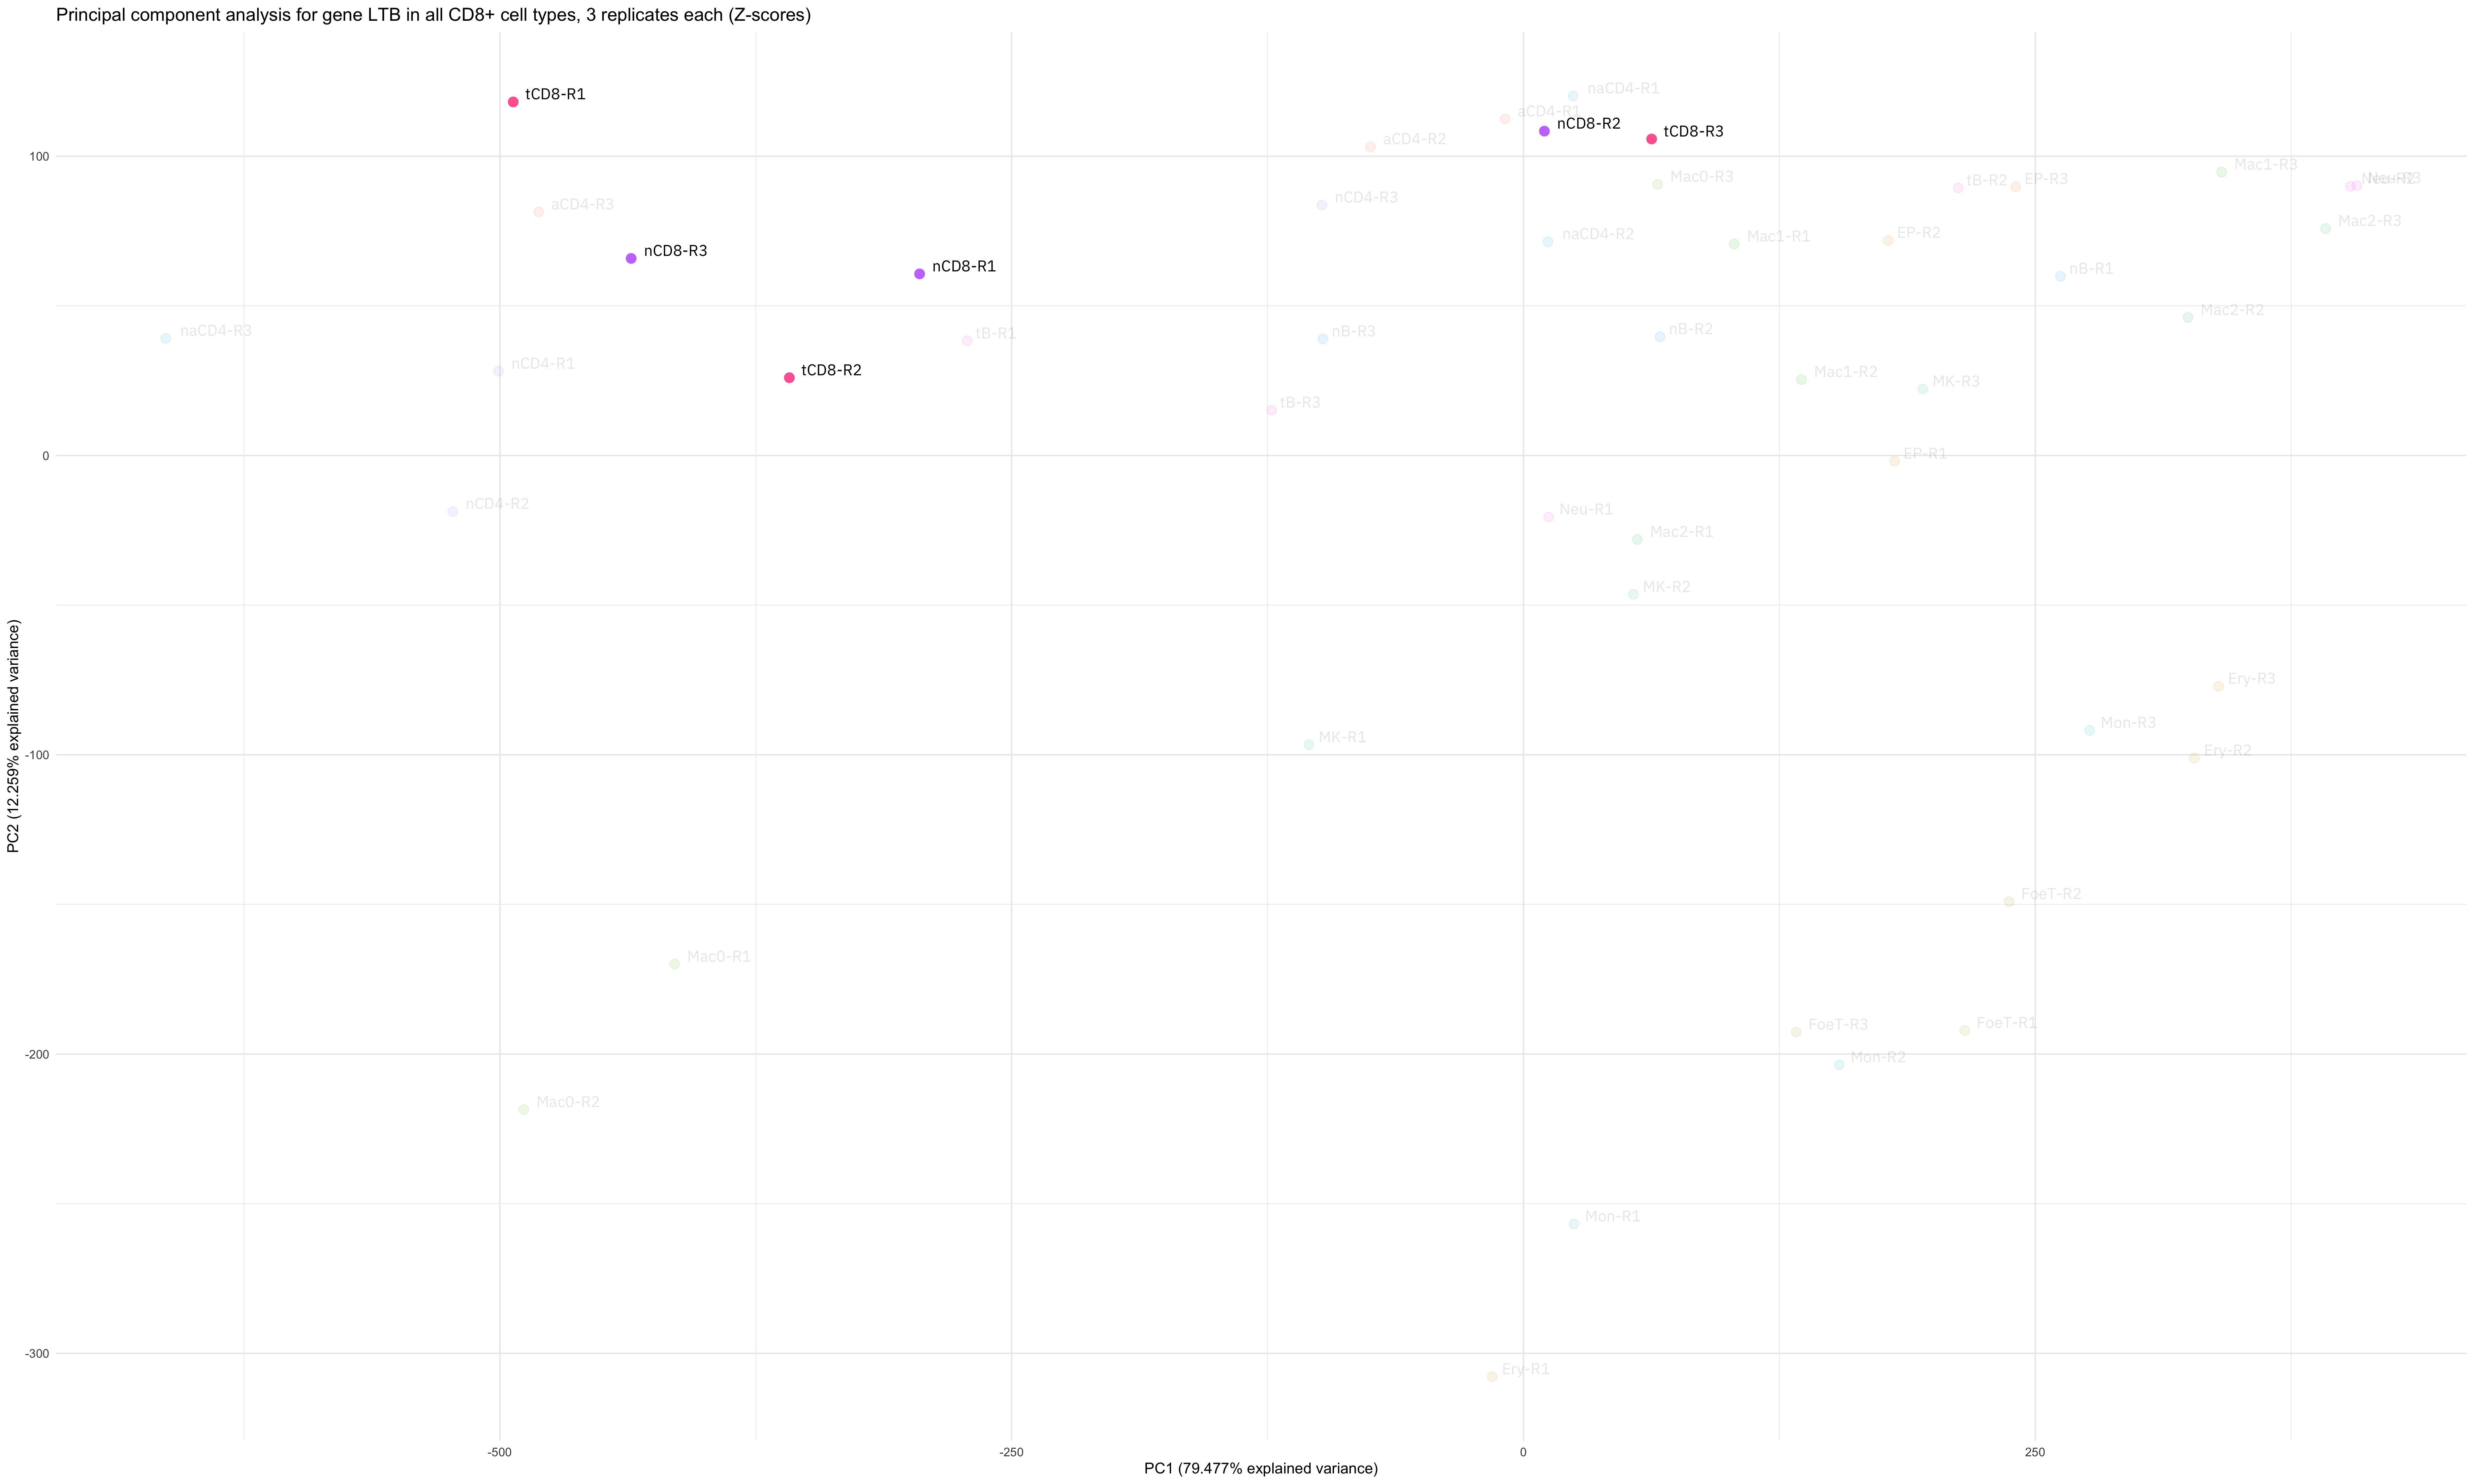 Principal component analysis for gene LTB in all CD8+ cell types, 3 replicates each (Z-scores)
naCD4-R1
tCD8-R1
aCD4-R1
nCD8-R2
tCD8-R3
aCD4-R2
100
Mac1-R3
Mac0-R3
tB-R2
EP-R3
Neu-R2
Neu-R3
nCD4-R3
aCD4-R3
Mac2-R3
naCD4-R2
Mac1-R1
EP-R2
nCD8-R3
nCD8-R1
nB-R1
Mac2-R2
naCD4-R3
tB-R1
nB-R3
nB-R2
nCD4-R1
tCD8-R2
Mac1-R2
MK-R3
tB-R3
0
EP-R1
nCD4-R2
Neu-R1
Mac2-R1
MK-R2
Ery-R3
PC2 (12.259% explained variance)
Mon-R3
MK-R1
Ery-R2
-100
FoeT-R2
Mac0-R1
FoeT-R3
FoeT-R1
-200
Mon-R2
Mac0-R2
Mon-R1
-300
Ery-R1
-500
-250
0
250
PC1 (79.477% explained variance)